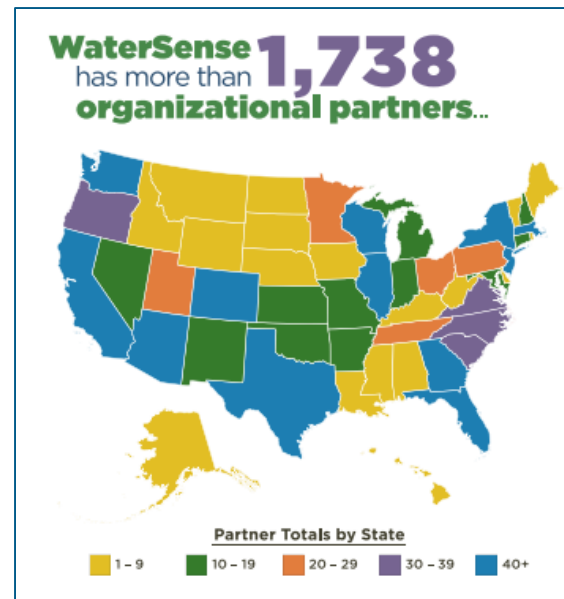 WaterSense
has more than 1,738
organizational partners...
Partner Totals by State
1 – 9
10 – 19
20 – 29
30 – 39
40+